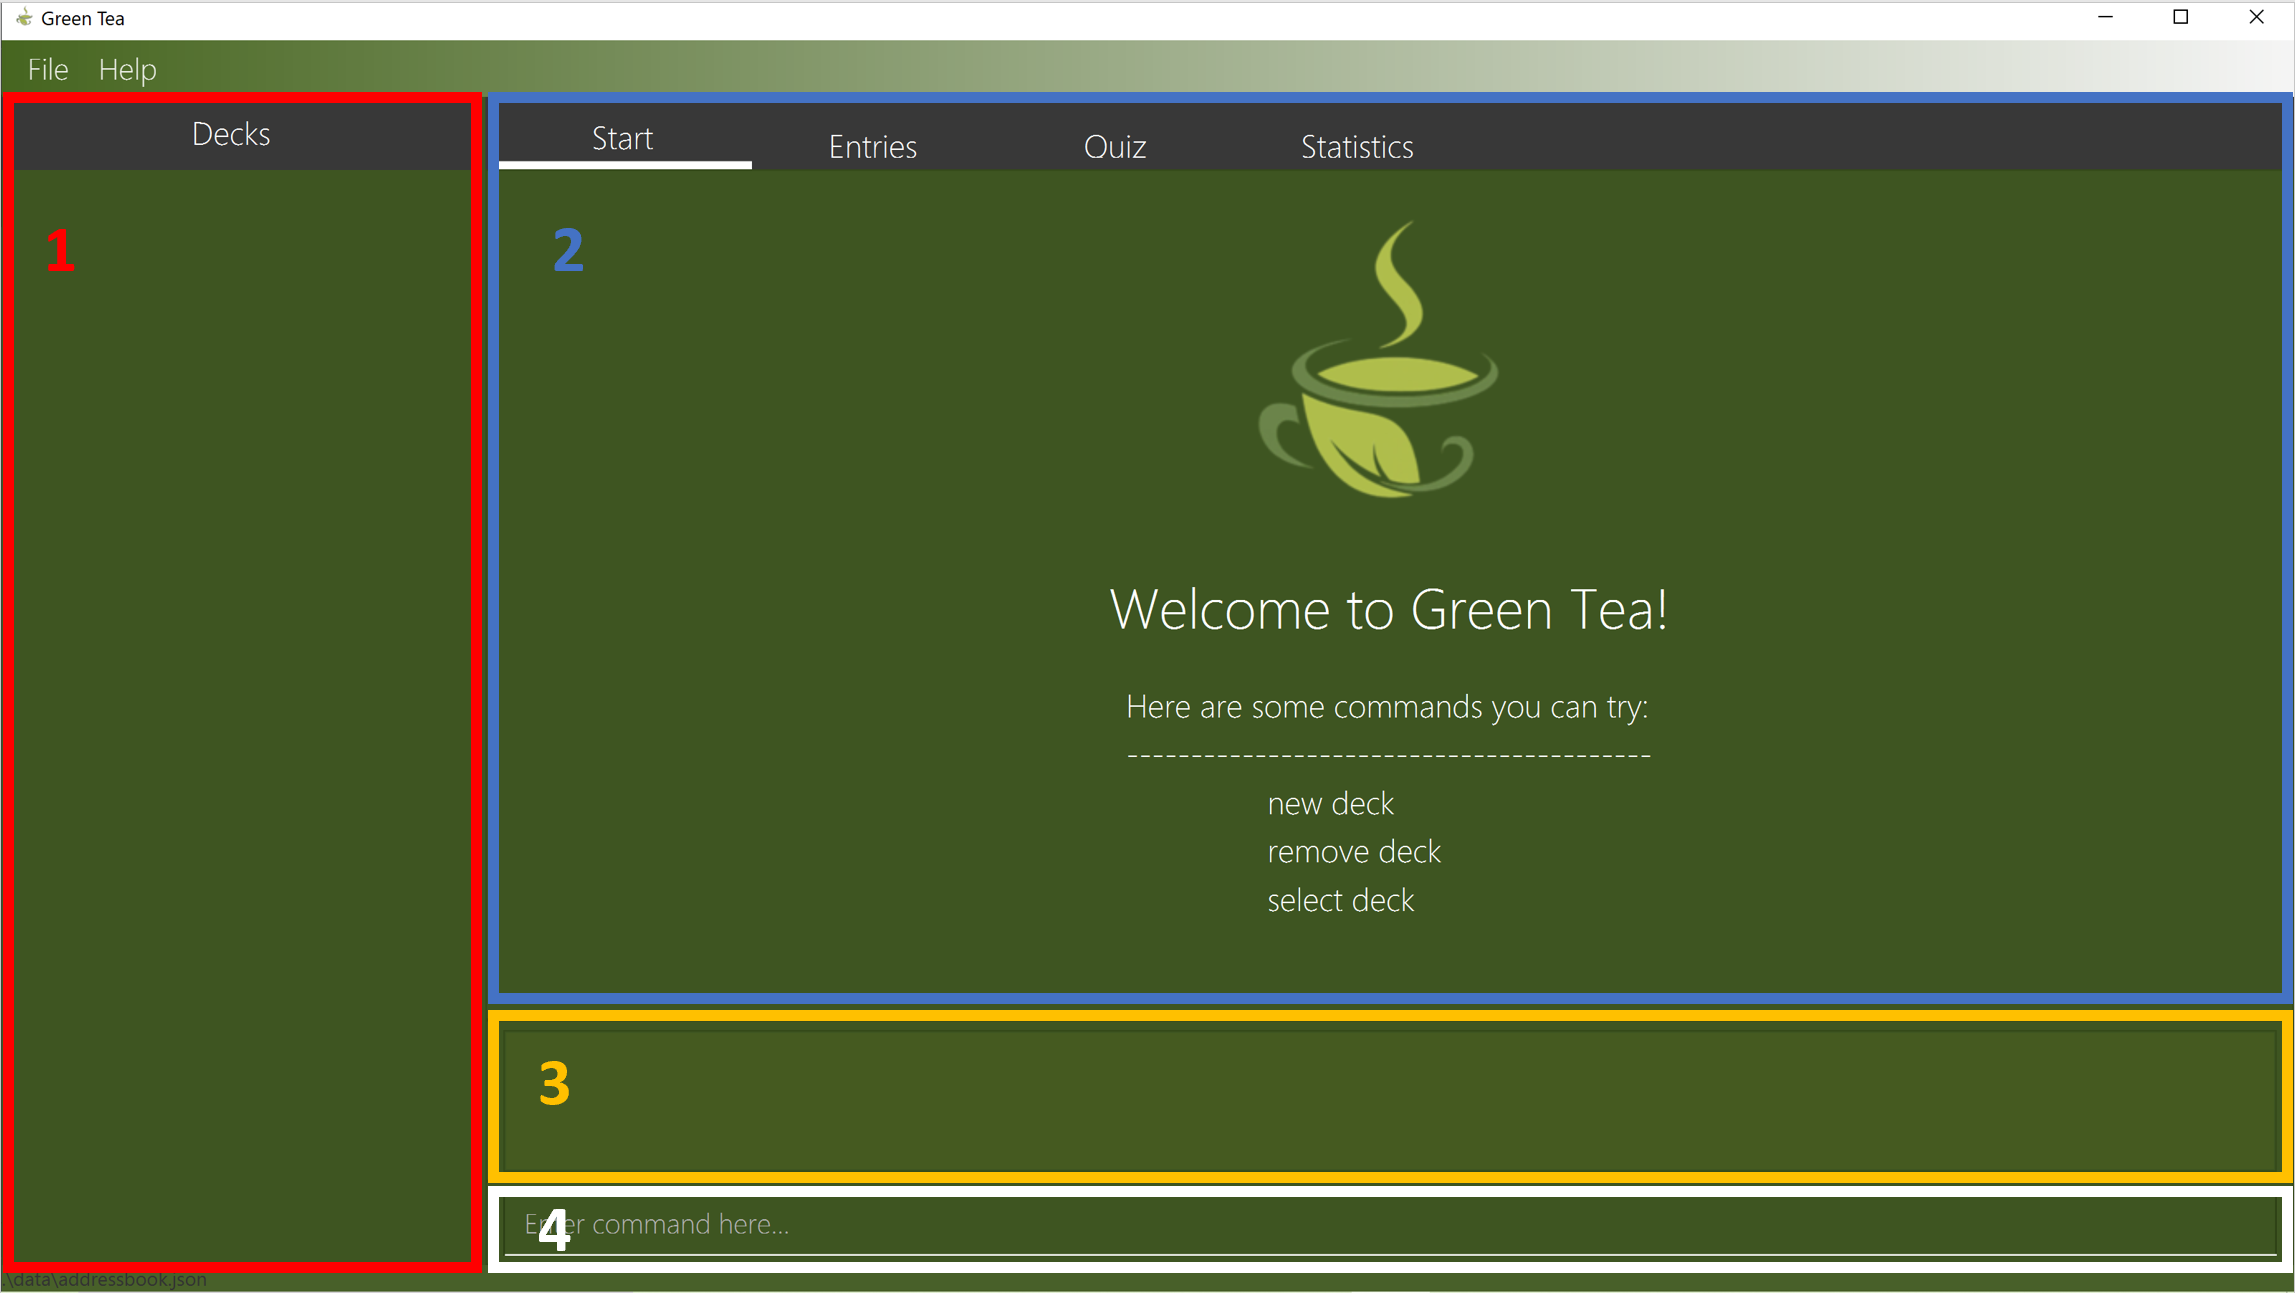 Green Tea
File Help
Decks
Start Entries Quiz Statistics
1
2
Welcome to Green Tea!
Here are some commands you can try:
-----------------------------------------
new deck
remove deck
select deck
3
4
Enter command here...
.\data\addressbook.json